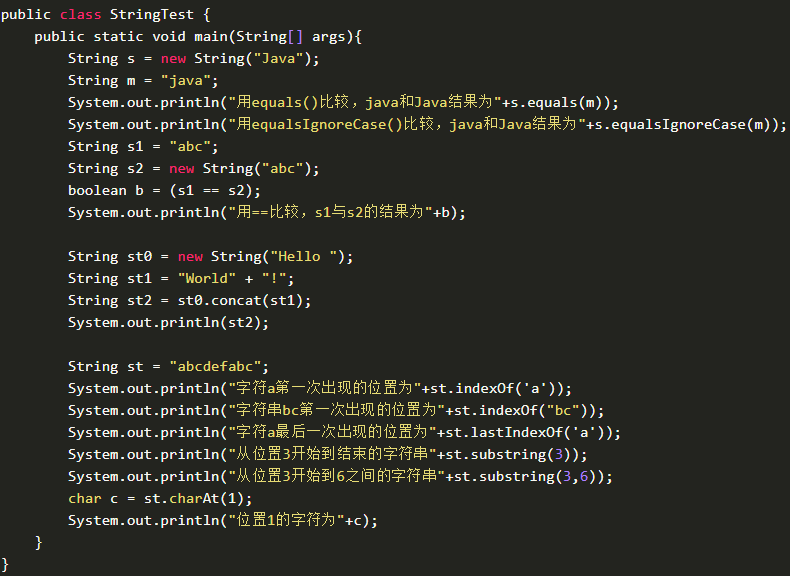 public class StringTest {
    public static void main(String[] args){
        String s = new String("Java");
        String m = "java";
        System.out.println("用equals()比较，java和Java结果为"+s.equals(m));
        System.out.println("用equalsIgnoreCase()比较，java和Java结果为"+s.equalsIgnoreCase(m));
        String s1 = "abc";
        String s2 = new String("abc");
        boolean b = (s1 == s2);
        System.out.println("用==比较，s1与s2的结果为"+b);

        String st0 = new String("Hello ");
        String st1 = "World" + "!";
        String st2 = st0.concat(st1);
        System.out.println(st2);

        String st = "abcdefabc";
        System.out.println("字符a第一次出现的位置为"+st.indexOf('a'));
        System.out.println("字符串bc第一次出现的位置为"+st.indexOf("bc"));
        System.out.println("字符a最后一次出现的位置为"+st.lastIndexOf('a'));
        System.out.println("从位置3开始到结束的字符串"+st.substring(3));
        System.out.println("从位置3开始到6之间的字符串"+st.substring(3,6));
        char c = st.charAt(1);
        System.out.println("位置1的字符为"+c);
    }
}